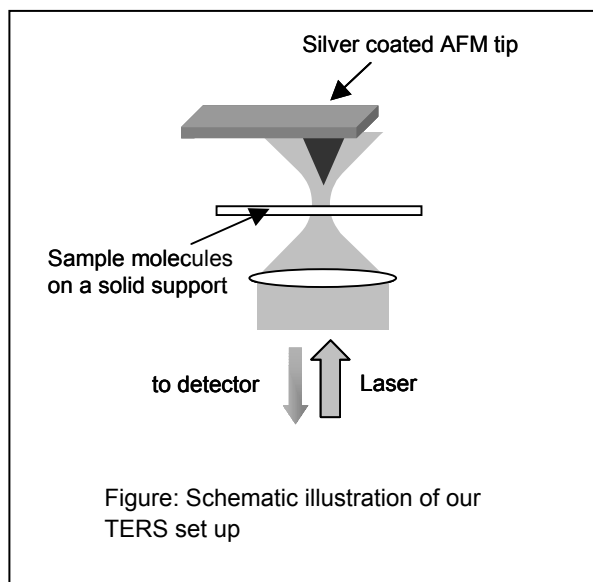 Silver coated AFM tip
Sample molecules
on a solid support
to detector
Laser
Figure: Schematic illustration of our
TERS set up